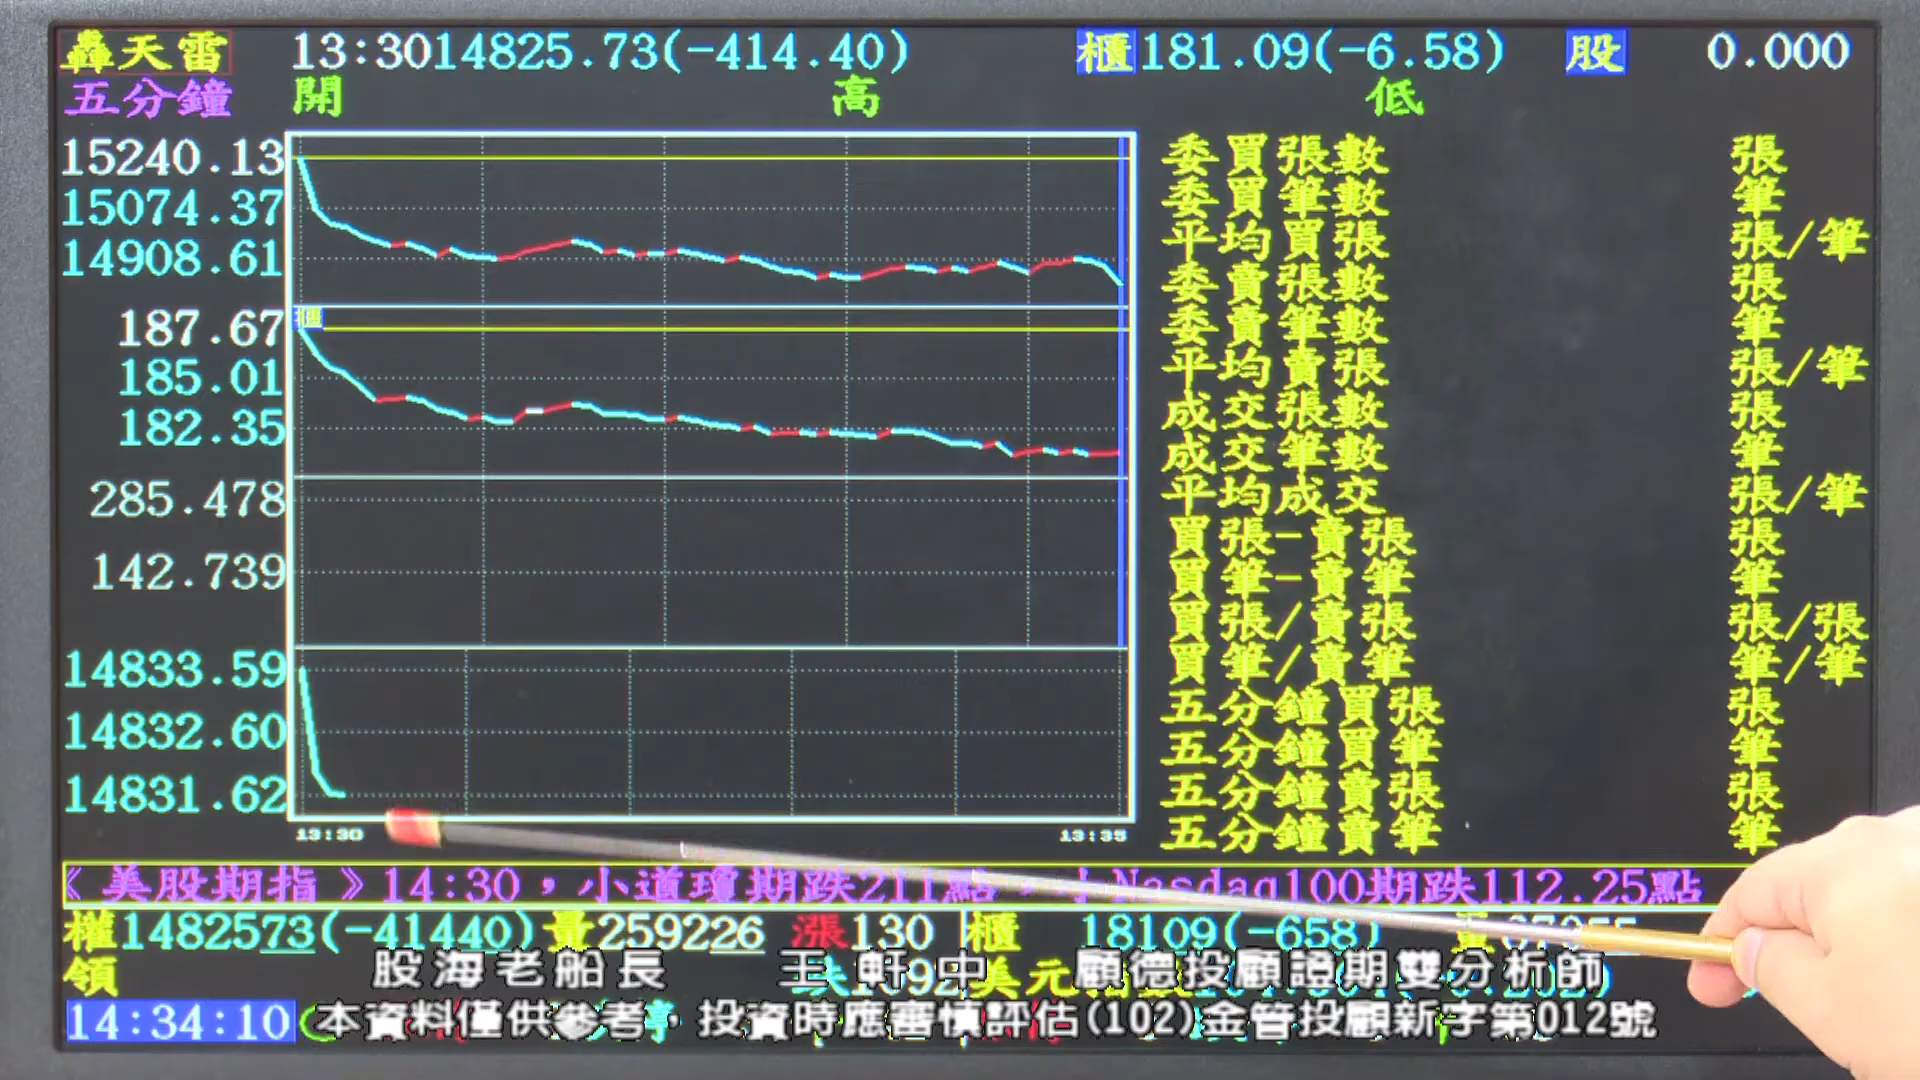 轟天雷 13:30 14825.73(-414.40) 櫃 181.09(-6.58) 股 0.000
五分鐘 開 高 低
15240.13
15074.37
14908.61
187.67
櫃
185.01
182.35
285.478
142.739
14833.59
14832.60
14831.62
13:30 13:35
委買張數 張
委買筆數 筆
平均買張 張/筆
委賣張數 張
委賣筆數 筆
平均賣張 張/筆
成交張數 張
成交筆數 筆
平均成交 張/筆
買張-賣張 張
買筆-賣筆 筆
買張/賣張 張/張
買筆/賣筆 筆/筆
五分鐘買張 張
五分鐘買筆 筆
五分鐘賣張 張
五分鐘賣筆 筆
《美股期指》14:30,小道瓊期跌211點,小Nasdaq100期跌112.25點
權1482573(-41440)量259226 漲130 櫃 18109(-658) 量
領 跌 美元指數
股海老船長 王軒中 顧德投顧證期雙分析師
14:34:10 本資料僅供參考,投資時應審慎評估(102)金管投顧新字第012號